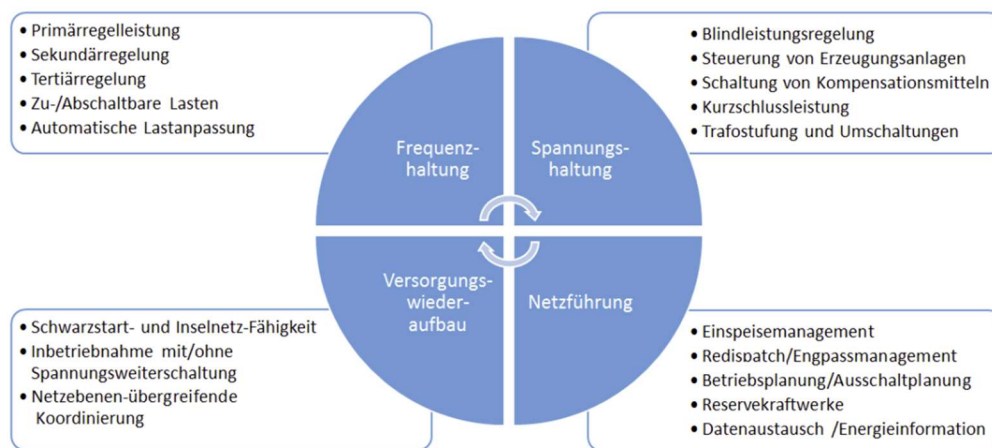 • Primärregelleistung
• Sekundärregelung
• Tertiärregelung
• Zu-/Abschaltbare Lasten
• Automatische Lastanpassung
• Blindleistungsregelung
• Steuerung von Erzeugungsanlagen
• Schaltung von Kompensationsmitteln
• Kurzschlussleistung
• Trafostufung und Umschaltungen
Frequenz-
haltung
Spannungs-
haltung
Versorgungs-
wieder-
aufbau
Netzführung
• Schwarzstart- und Inselnetz-Fähigkeit
• Inbetriebnahme mit/ohne
Spannungsweiterschaltung
• Netzebenen-übergreifende
Koordinierung
• Einspeisemanagement
• Redispatch/Engpassmanagement
• Betriebsplanung/Ausschaltplanung
• Reservekraftwerke
• Datenaustausch /Energieinformation